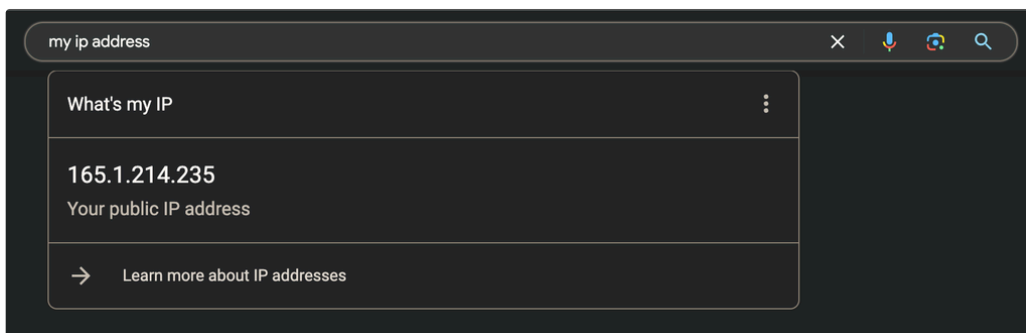 my ip address
What's my IP
165.1.214.235
Your public IP address
Learn more about IP addresses